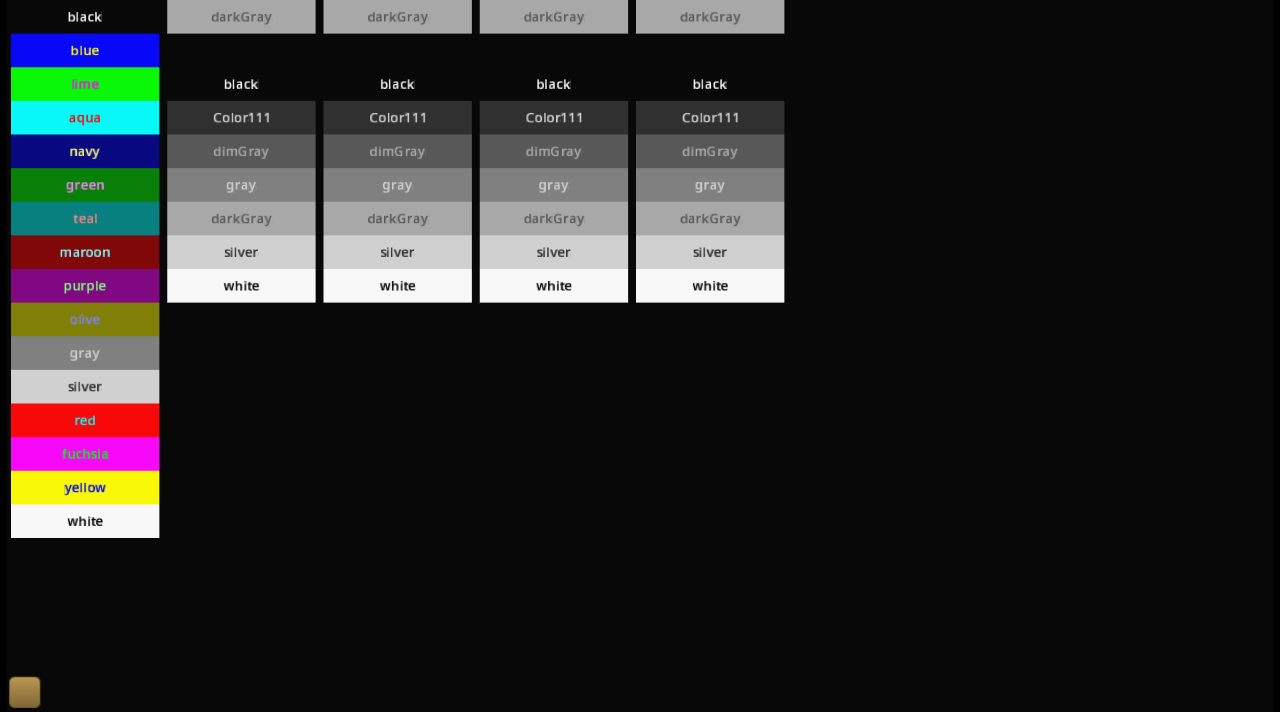 black darkGray darkGray darkGray darkGray
blue
lime black black black black
aqua Color111 Color111 Color111 Color111
navy dimGray dimGray dimGray dimGray
green gray gray gray gray
teal darkGray darkGray darkGray darkGray
maroon silver silver silver silver
purple white white white white
olive
gray
silver
red
fuchsia
yellow
white